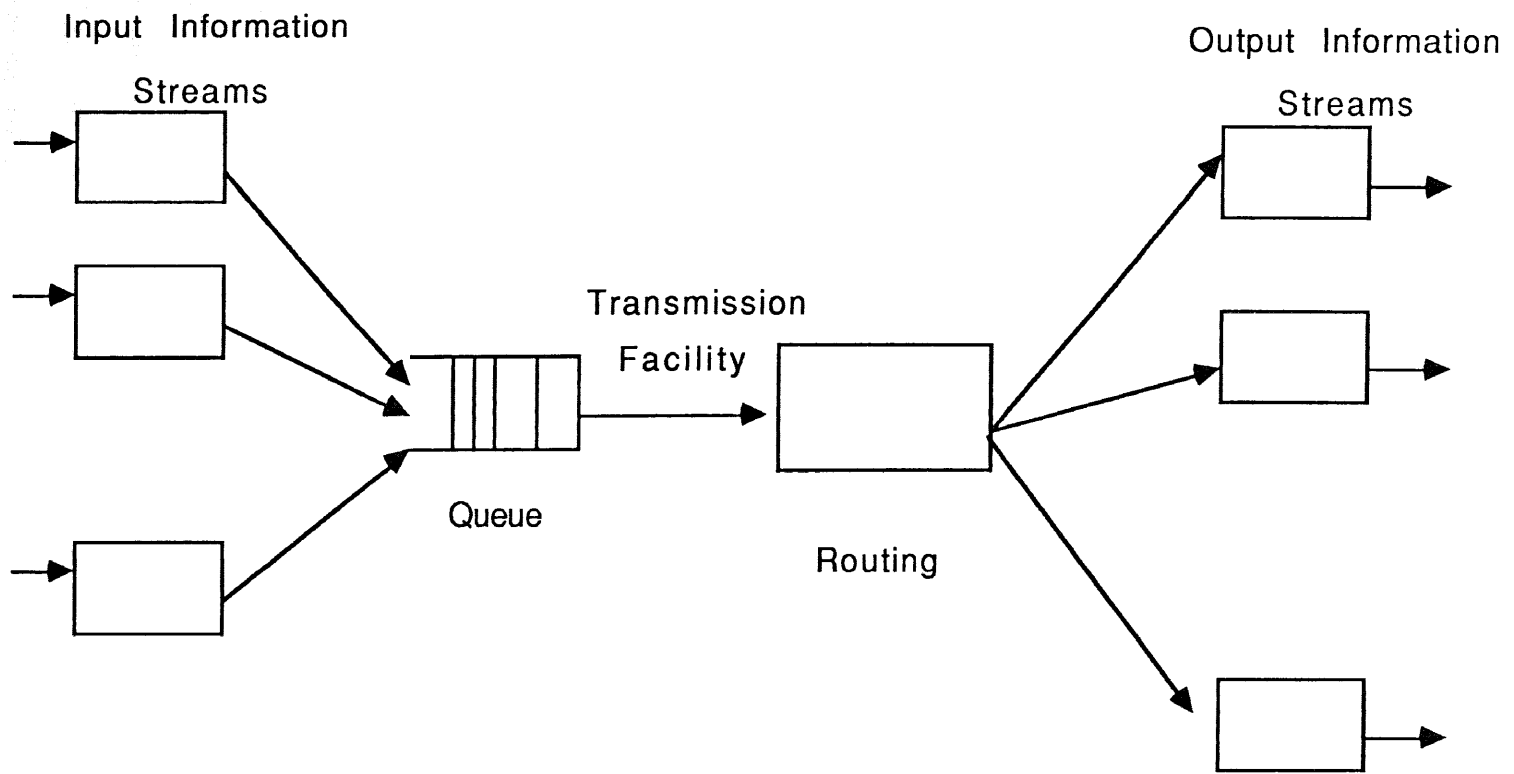 Input Information
Streams
Output Information
Streams
Transmission
Facility
Queue
Routing